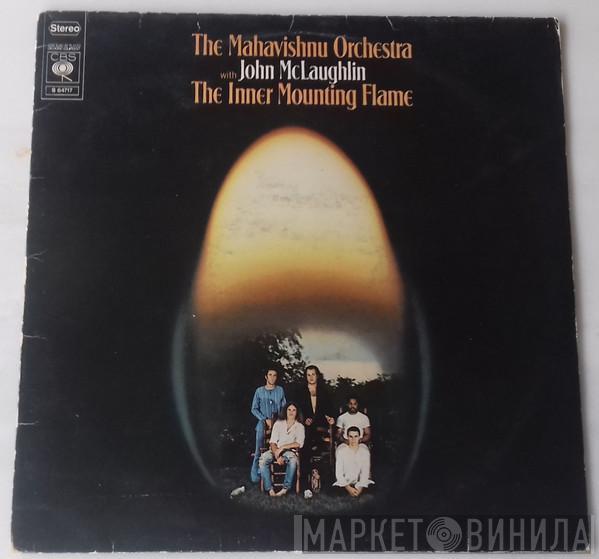 Stereo
CBS
S 64717
The Mahavishnu Orchestra
with John McLaughlin
The Inner Mounting Flame
МАРКЕТ ВИНИЛА